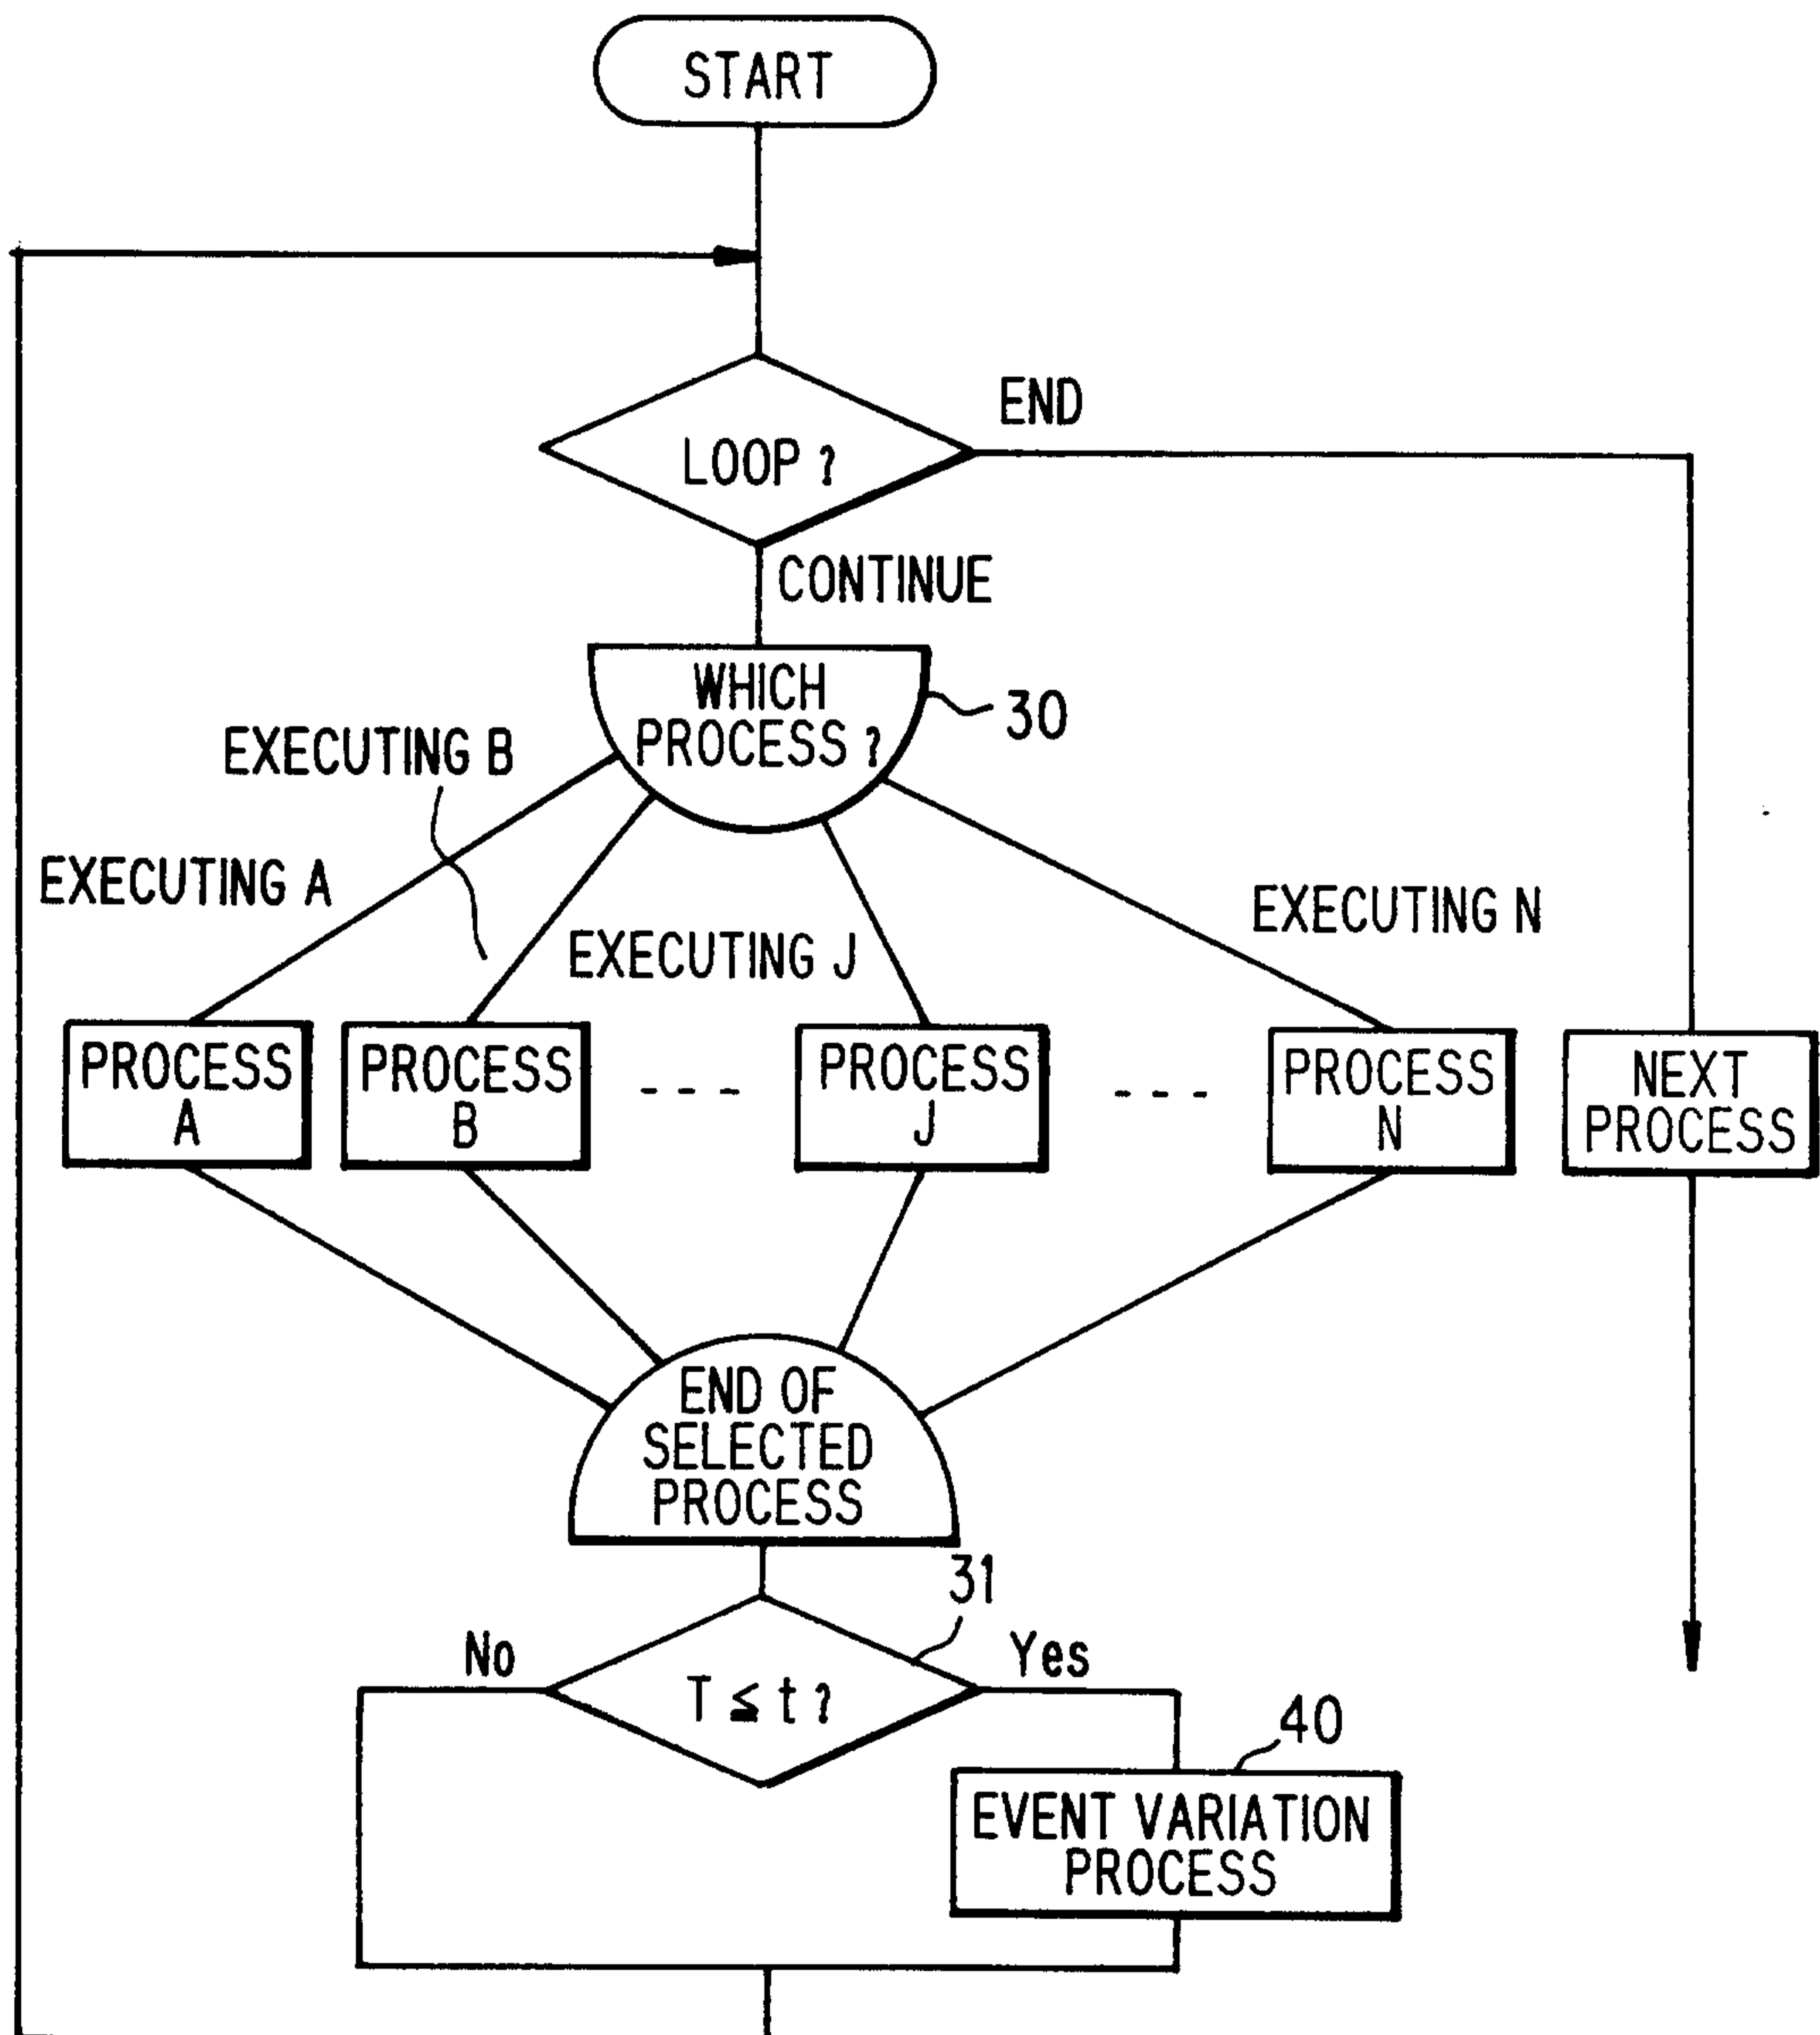 START
LOOP ?
END
CONTINUE
WHICH
PROCESS ?
30
EXECUTING B
EXECUTING A
EXECUTING J
EXECUTING N
PROCESS
A
PROCESS
B
- - -
PROCESS
J
- - -
PROCESS
N
NEXT
PROCESS
END OF
SELECTED
PROCESS
31
No
T ≦ t ?
Yes
40
EVENT VARIATION
PROCESS